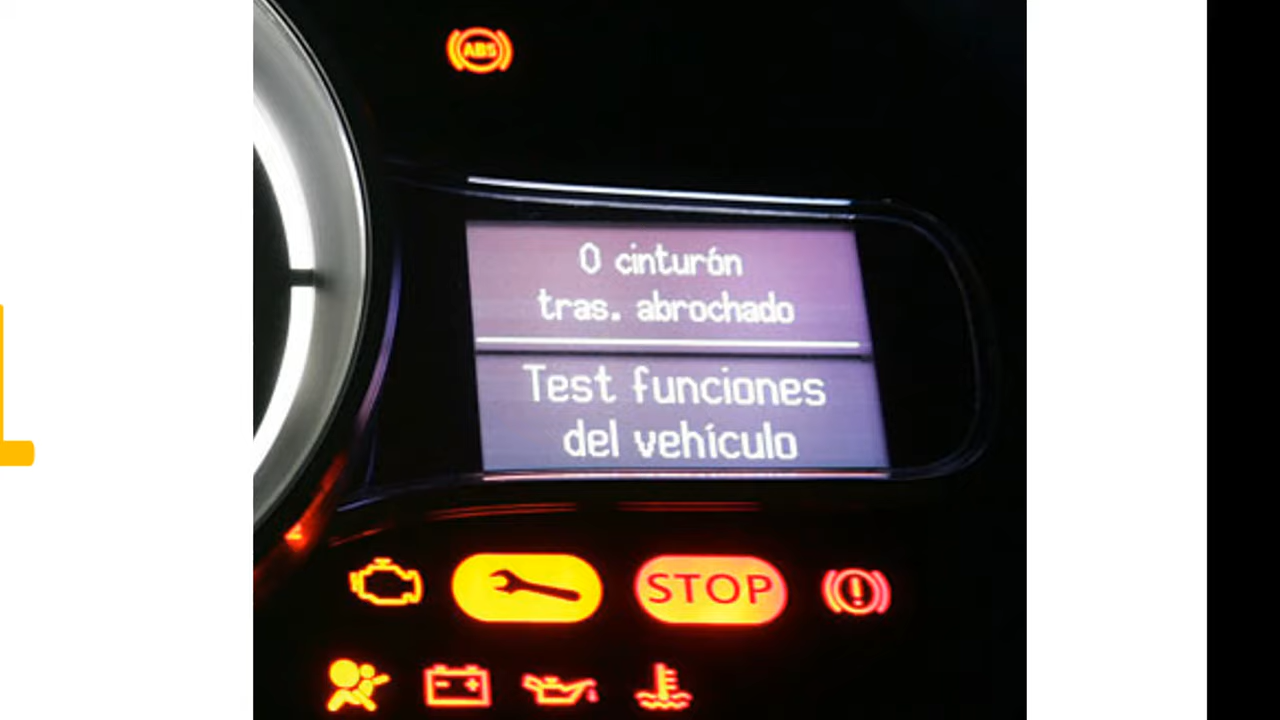 ABS
0 cinturón
tras. abrochado
Test funciones
del vehículo
STOP